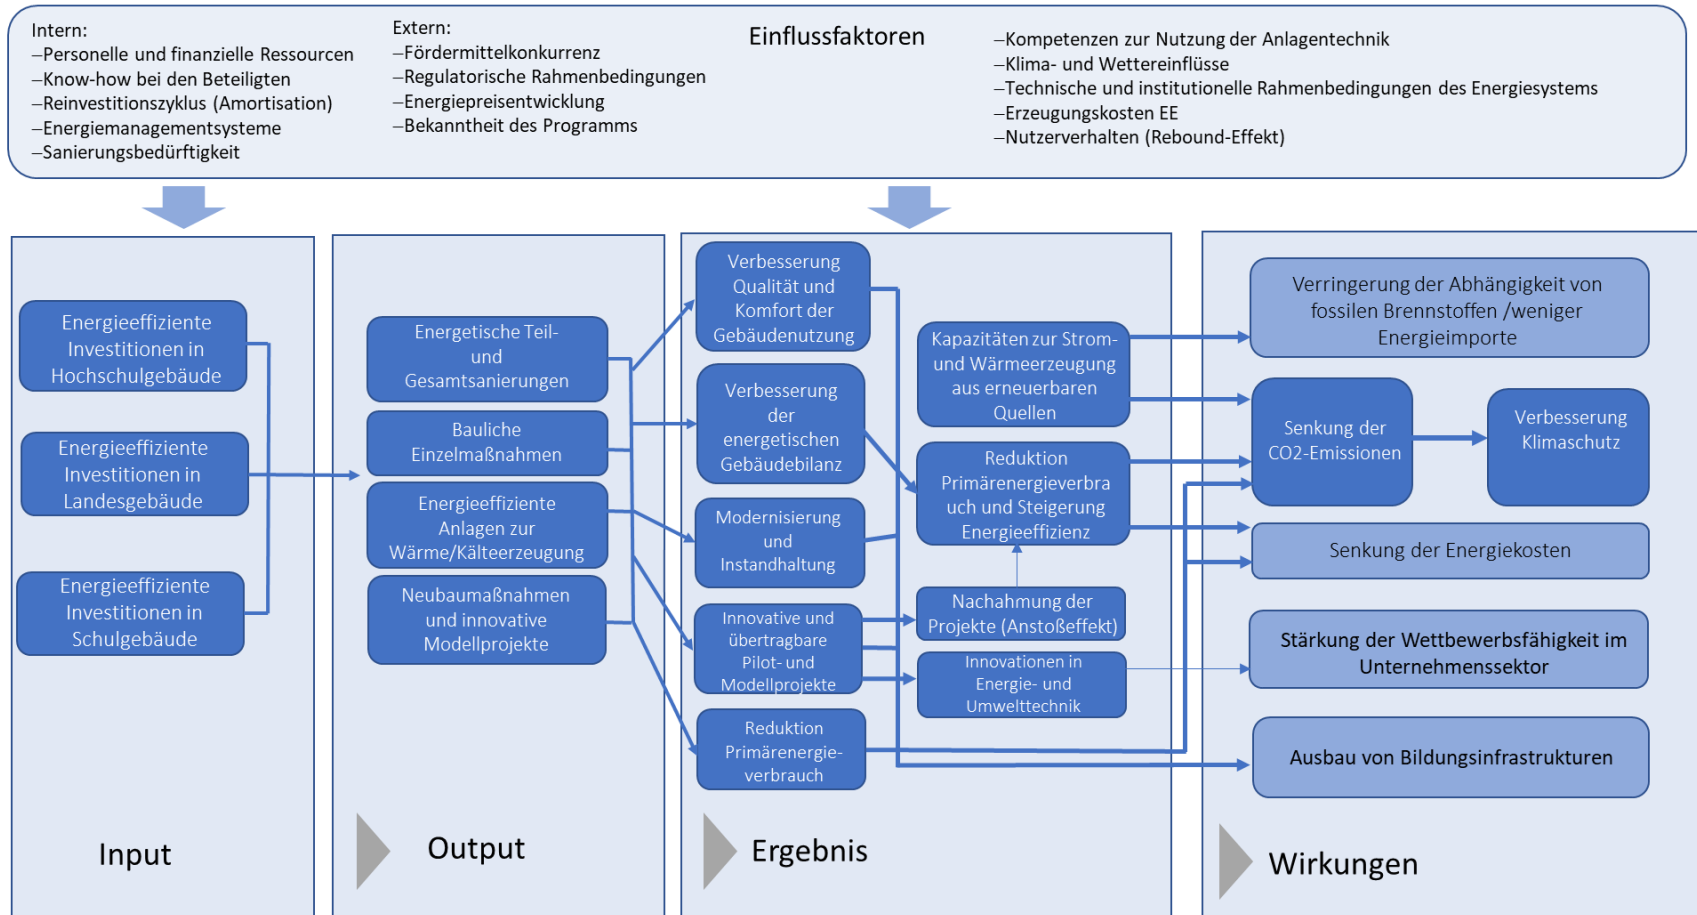 Einflussfaktoren
Intern:
–Personelle und finanzielle Ressourcen
–Know-how bei den Beteiligten
–Reinvestitionszyklus (Amortisation)
–Energiemanagementsysteme
–Sanierungsbedürftigkeit
Extern:
–Fördermittelkonkurrenz
–Regulatorische Rahmenbedingungen
–Energiepreisentwicklung
–Bekanntheit des Programms
–Kompetenzen zur Nutzung der Anlagentechnik
–Klima- und Wettereinflüsse
–Technische und institutionelle Rahmenbedingungen des Energiesystems
–Erzeugungskosten EE
–Nutzerverhalten (Rebound-Effekt)
Energieeffiziente
Investitionen in
Hochschulgebäude
Energieeffiziente
Investitionen in
Landesgebäude
Energieeffiziente
Investitionen in
Schulgebäude
Input
Energetische Teil-
und
Gesamtsanierungen
Bauliche
Einzelmaßnahmen
Energieeffiziente
Anlagen zur
Wärme/Kälteerzeugung
Neubaumaßnahmen
und innovative
Modellprojekte
Output
Verbesserung
Qualität und
Komfort der
Gebäudenutzung
Verbesserung
der
energetischen
Gebäudebilanz
Modernisierung
und
Instandhaltung
Innovative und
übertragbare
Pilot- und
Modellprojekte
Reduktion
Primärenergie-
verbrauch
Kapazitäten zur Strom-
und Wärmeerzeugung
aus erneuerbaren
Quellen
Reduktion
Primärenergieverbra
uch und Steigerung
Energieeffizienz
Nachahmung der
Projekte (Anstoßeffekt)
Innovationen in
Energie- und
Umwelttechnik
Ergebnis
Verringerung der Abhängigkeit von
fossilen Brennstoffen /weniger
Energieimporte
Senkung der
CO2-Emissionen
Verbesserung
Klimaschutz
Senkung der Energiekosten
Stärkung der Wettbewerbsfähigkeit im
Unternehmenssektor
Ausbau von Bildungsinfrastrukturen
Wirkungen